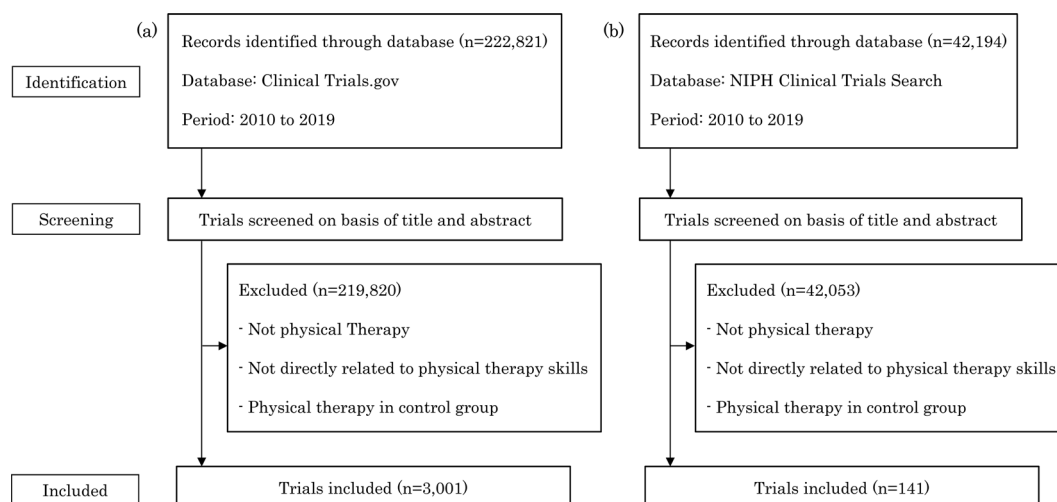 (a)
Records identified through database (n=222,821)
Database: Clinical Trials.gov
Period: 2010 to 2019
(b)
Records identified through database (n=42,194)
Database: NIPH Clinical Trials Search
Period: 2010 to 2019
Identification
Screening
Trials screened on basis of title and abstract
Trials screened on basis of title and abstract
Excluded (n=219,820)
- Not physical Therapy
- Not directly related to physical therapy skills
- Physical therapy in control group
Excluded (n=42,053)
- Not physical therapy
- Not directly related to physical therapy skills
- Physical therapy in control group
Included
Trials included (n=3,001)
Trials included (n=141)